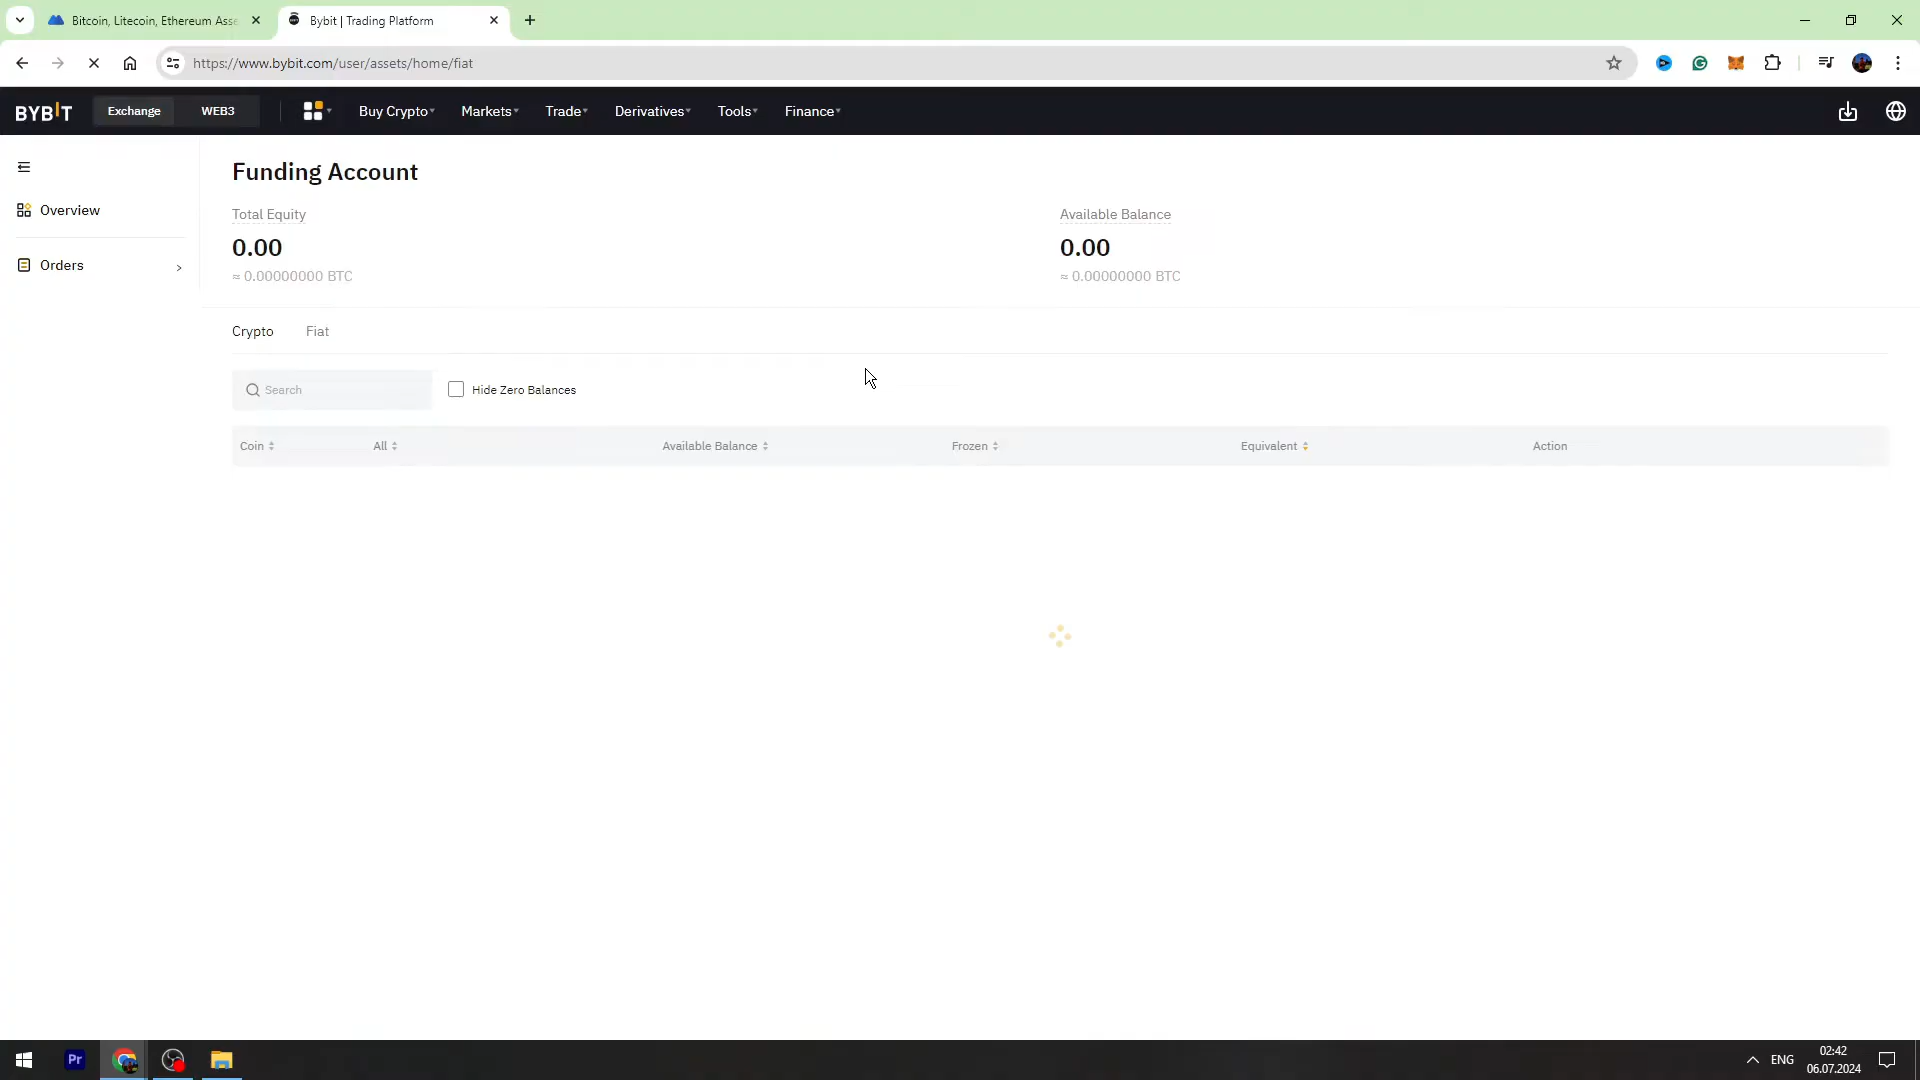 Bitcoin, Litecoin, Ethereum Asse
Bybit | Trading Platform
https://www.bybit.com/user/assets/home/fiat
BYBIT
Exchange
WEB3
Buy Crypto
Markets
Trade
Derivatives
Tools
Finance
Funding Account
Overview
Total Equity
Available Balance
0.00
0.00
≈ 0.00000000 BTC
≈ 0.00000000 BTC
Orders
Crypto
Fiat
Search
Hide Zero Balances
Coin
All
Available Balance
Frozen
Equivalent
Action
Pr
ENG
02:42
06.07.2024